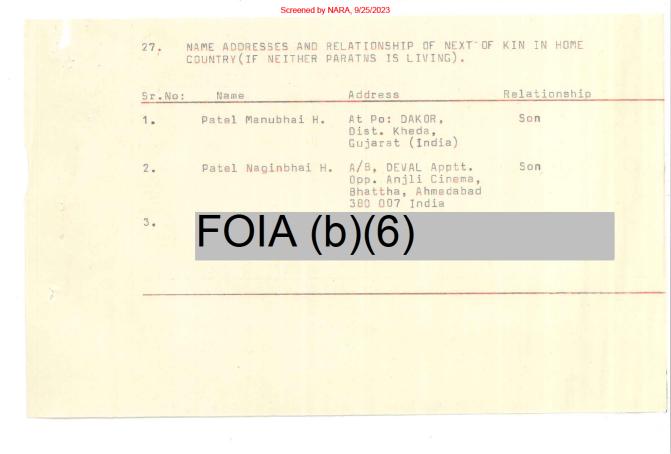 Screened by NARA, 9/25/2023
27. NAME ADDRESSES AND RELATIONSHIP OF NEXT OF KIN IN HOME
COUNTRY(IF NEITHER PARATNS IS LIVING).
Sr.No: Name Address Relationship
1. Patel Manubhai H. At Po: DAKOR, Son
Dist. Kheda,
Gujarat (India)
2. Patel Naginbhai H. A/8, DEVAL Apptt. Son
Opp. Anjli Cinema,
Bhattha, Ahmedabad
380 007 India
3. FOIA (b)(6)